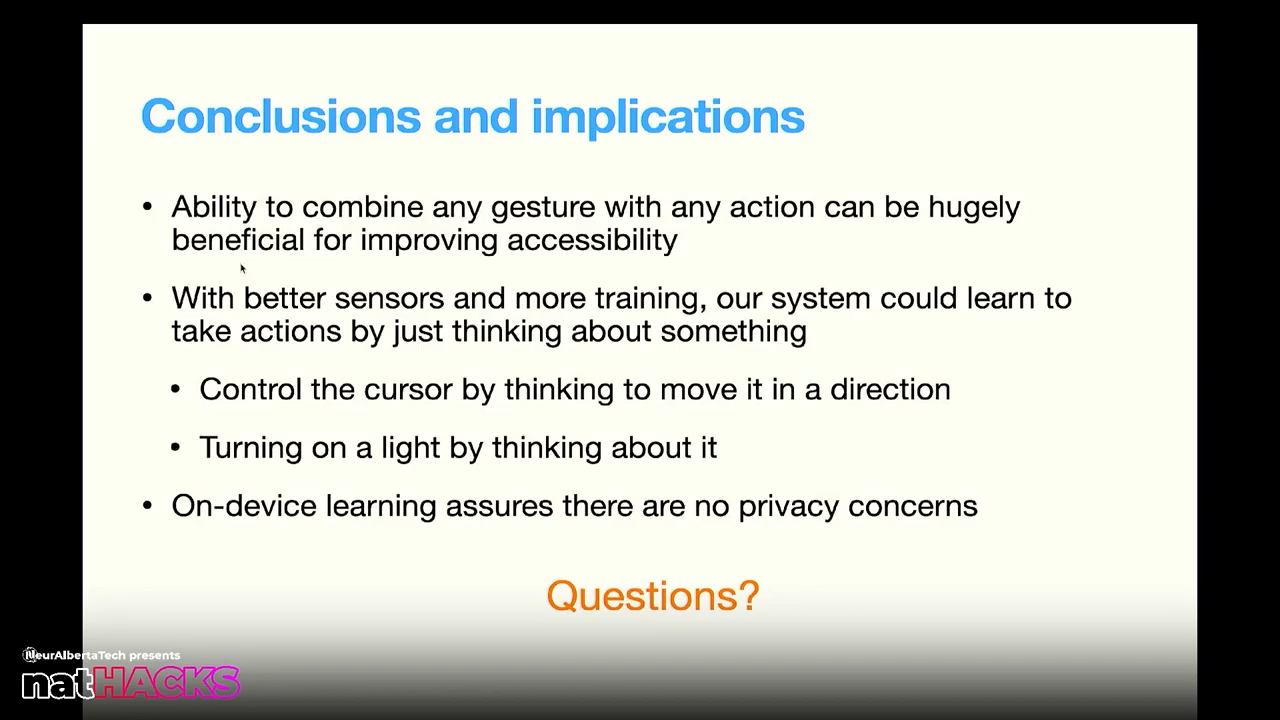 Conclusions and implications
• Ability to combine any gesture with any action can be hugely
beneficial for improving accessibility
• With better sensors and more training, our system could learn to
take actions by just thinking about something
• Control the cursor by thinking to move it in a direction
• Turning on a light by thinking about it
• On-device learning assures there are no privacy concerns
Questions?
NeurAlbertaTech presents
natHACKS